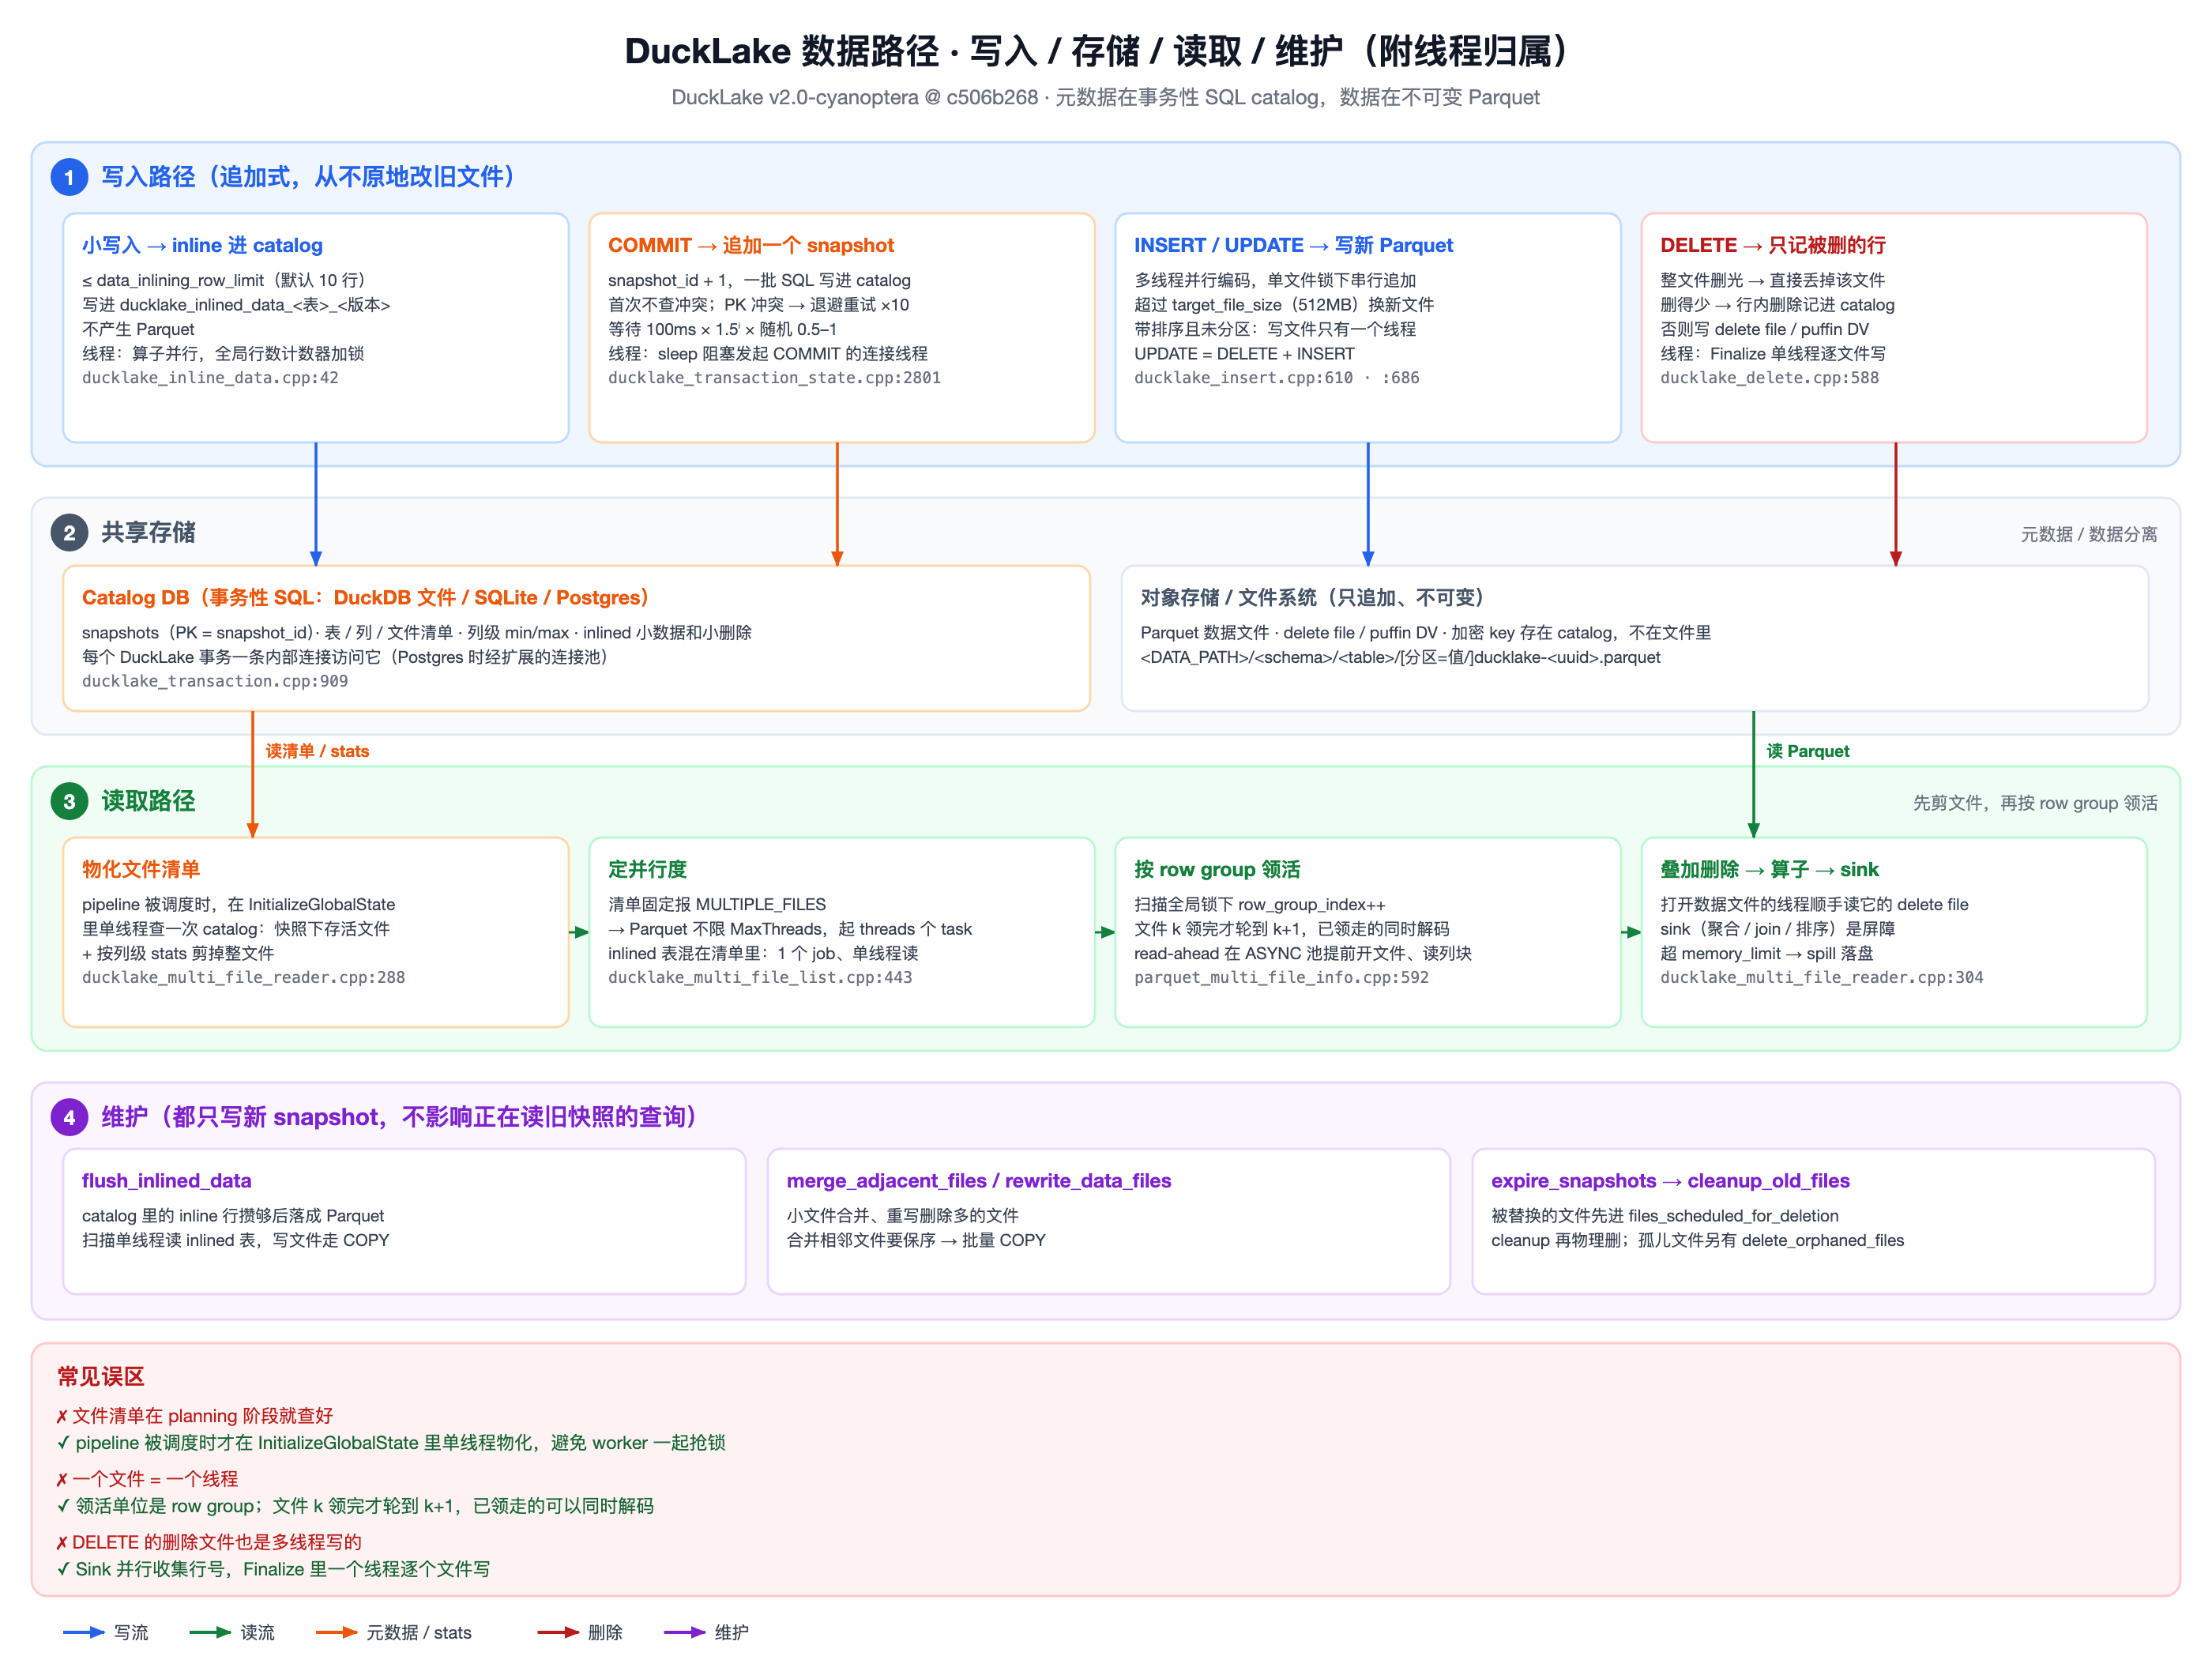 DuckLake 数据路径 · 写入 / 存储 / 读取 / 维护（附线程归属）
DuckLake v2.0-cyanoptera @ c506b268 · 元数据在事务性 SQL catalog，数据在不可变 Parquet
1 写入路径（追加式，从不原地改旧文件）
小写入 → inline 进 catalog
≤ data_inlining_row_limit（默认 10 行）
写进 ducklake_inlined_data_<表>_<版本>
不产生 Parquet
线程：算子并行，全局行数计数器加锁
ducklake_inline_data.cpp:42
COMMIT → 追加一个 snapshot
snapshot_id + 1，一批 SQL 写进 catalog
首次不查冲突；PK 冲突 → 退避重试 ×10
等待 100ms × 1.5ⁱ × 随机 0.5–1
线程：sleep 阻塞发起 COMMIT 的连接线程
ducklake_transaction_state.cpp:2801
INSERT / UPDATE → 写新 Parquet
多线程并行编码，单文件锁下串行追加
超过 target_file_size（512MB）换新文件
带排序且未分区：写文件只有一个线程
UPDATE = DELETE + INSERT
ducklake_insert.cpp:610 · :686
DELETE → 只记被删的行
整文件删光 → 直接丢掉该文件
删得少 → 行内删除记进 catalog
否则写 delete file / puffin DV
线程：Finalize 单线程逐文件写
ducklake_delete.cpp:588
2 共享存储
元数据 / 数据分离
Catalog DB（事务性 SQL：DuckDB 文件 / SQLite / Postgres）
snapshots（PK = snapshot_id）· 表 / 列 / 文件清单 · 列级 min/max · inlined 小数据和小删除
每个 DuckLake 事务一条内部连接访问它（Postgres 时经扩展的连接池）
ducklake_transaction.cpp:909
对象存储 / 文件系统（只追加、不可变）
Parquet 数据文件 · delete file / puffin DV · 加密 key 存在 catalog，不在文件里
<DATA_PATH>/<schema>/<table>/[分区=值/]ducklake-<uuid>.parquet
读清单 / stats
读 Parquet
3 读取路径
先剪文件，再按 row group 领活
物化文件清单
pipeline 被调度时，在 InitializeGlobalState
里单线程查一次 catalog：快照下存活文件
+ 按列级 stats 剪掉整文件
ducklake_multi_file_reader.cpp:288
定并行度
清单固定报 MULTIPLE_FILES
→ Parquet 不限 MaxThreads，起 threads 个 task
inlined 表混在清单里：1 个 job、单线程读
ducklake_multi_file_list.cpp:443
按 row group 领活
扫描全局锁下 row_group_index++
文件 k 领完才轮到 k+1，已领走的同时解码
read-ahead 在 ASYNC 池提前开文件、读列块
parquet_multi_file_info.cpp:592
叠加删除 → 算子 → sink
打开数据文件的线程顺手读它的 delete file
sink（聚合 / join / 排序）是屏障
超 memory_limit → spill 落盘
ducklake_multi_file_reader.cpp:304
4 维护（都只写新 snapshot，不影响正在读旧快照的查询）
flush_inlined_data
catalog 里的 inline 行攒够后落成 Parquet
扫描单线程读 inlined 表，写文件走 COPY
merge_adjacent_files / rewrite_data_files
小文件合并、重写删除多的文件
合并相邻文件要保序 → 批量 COPY
expire_snapshots → cleanup_old_files
被替换的文件先进 files_scheduled_for_deletion
cleanup 再物理删；孤儿文件另有 delete_orphaned_files
常见误区
✗ 文件清单在 planning 阶段就查好
✓ pipeline 被调度时才在 InitializeGlobalState 里单线程物化，避免 worker 一起抢锁
✗ 一个文件 = 一个线程
✓ 领活单位是 row group；文件 k 领完才轮到 k+1，已领走的可以同时解码
✗ DELETE 的删除文件也是多线程写的
✓ Sink 并行收集行号，Finalize 里一个线程逐个文件写
写流 读流 元数据 / stats 删除 维护